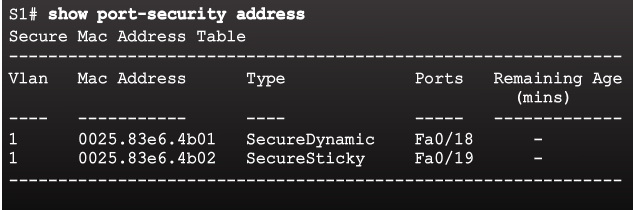 S1# show port-security address
Secure Mac Address Table
------------------------------------------------------------------
Vlan Mac Address Type Ports Remaining Age
(mins)
---- ----------- ---- ----- -------------
1 0025.83e6.4b01 SecureDynamic Fa0/18 -
1 0025.83e6.4b02 SecureSticky Fa0/19 -
------------------------------------------------------------------